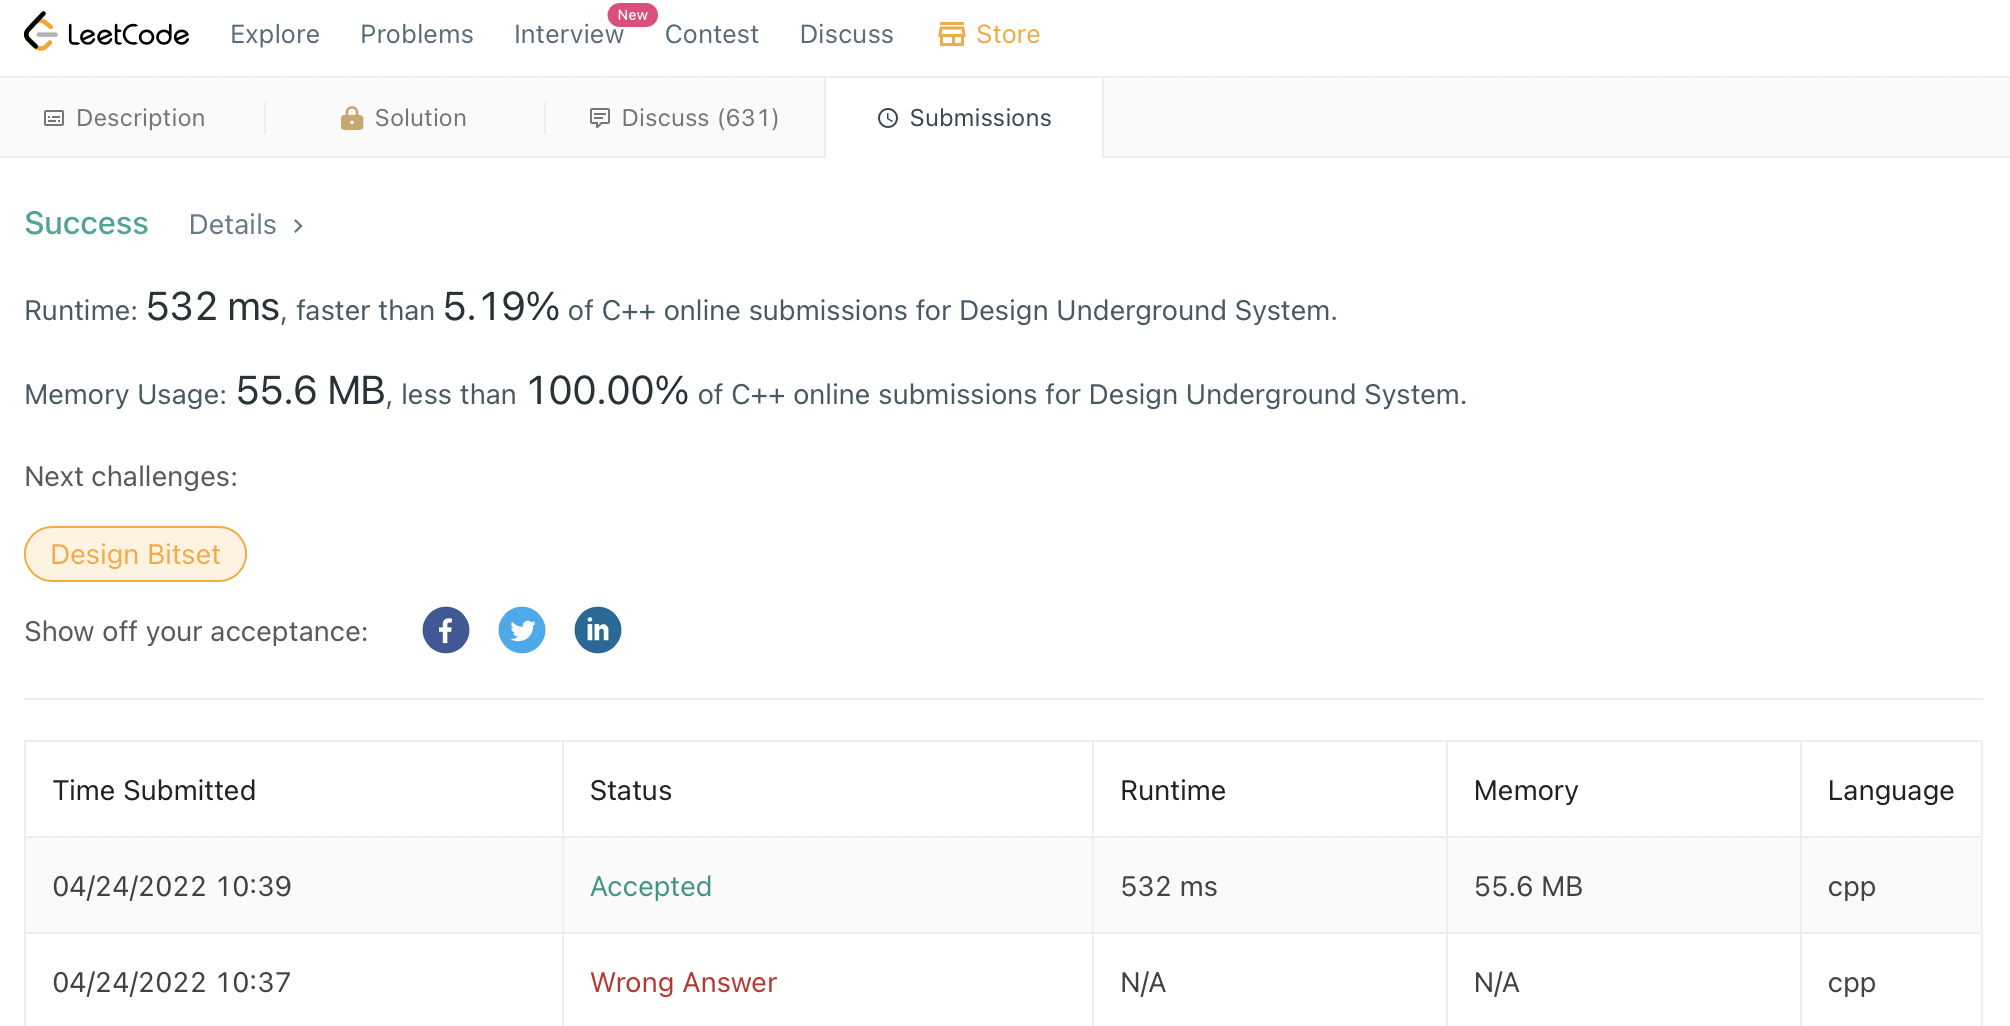 LeetCode Explore Problems Interview New Contest Discuss Store
Description Solution Discuss (631) Submissions
Success Details >
Runtime: 532 ms, faster than 5.19% of C++ online submissions for Design Underground System.
Memory Usage: 55.6 MB, less than 100.00% of C++ online submissions for Design Underground System.
Next challenges:
Design Bitset
Show off your acceptance:
Time Submitted Status Runtime Memory Language
04/24/2022 10:39 Accepted 532 ms 55.6 MB cpp
04/24/2022 10:37 Wrong Answer N/A N/A cpp